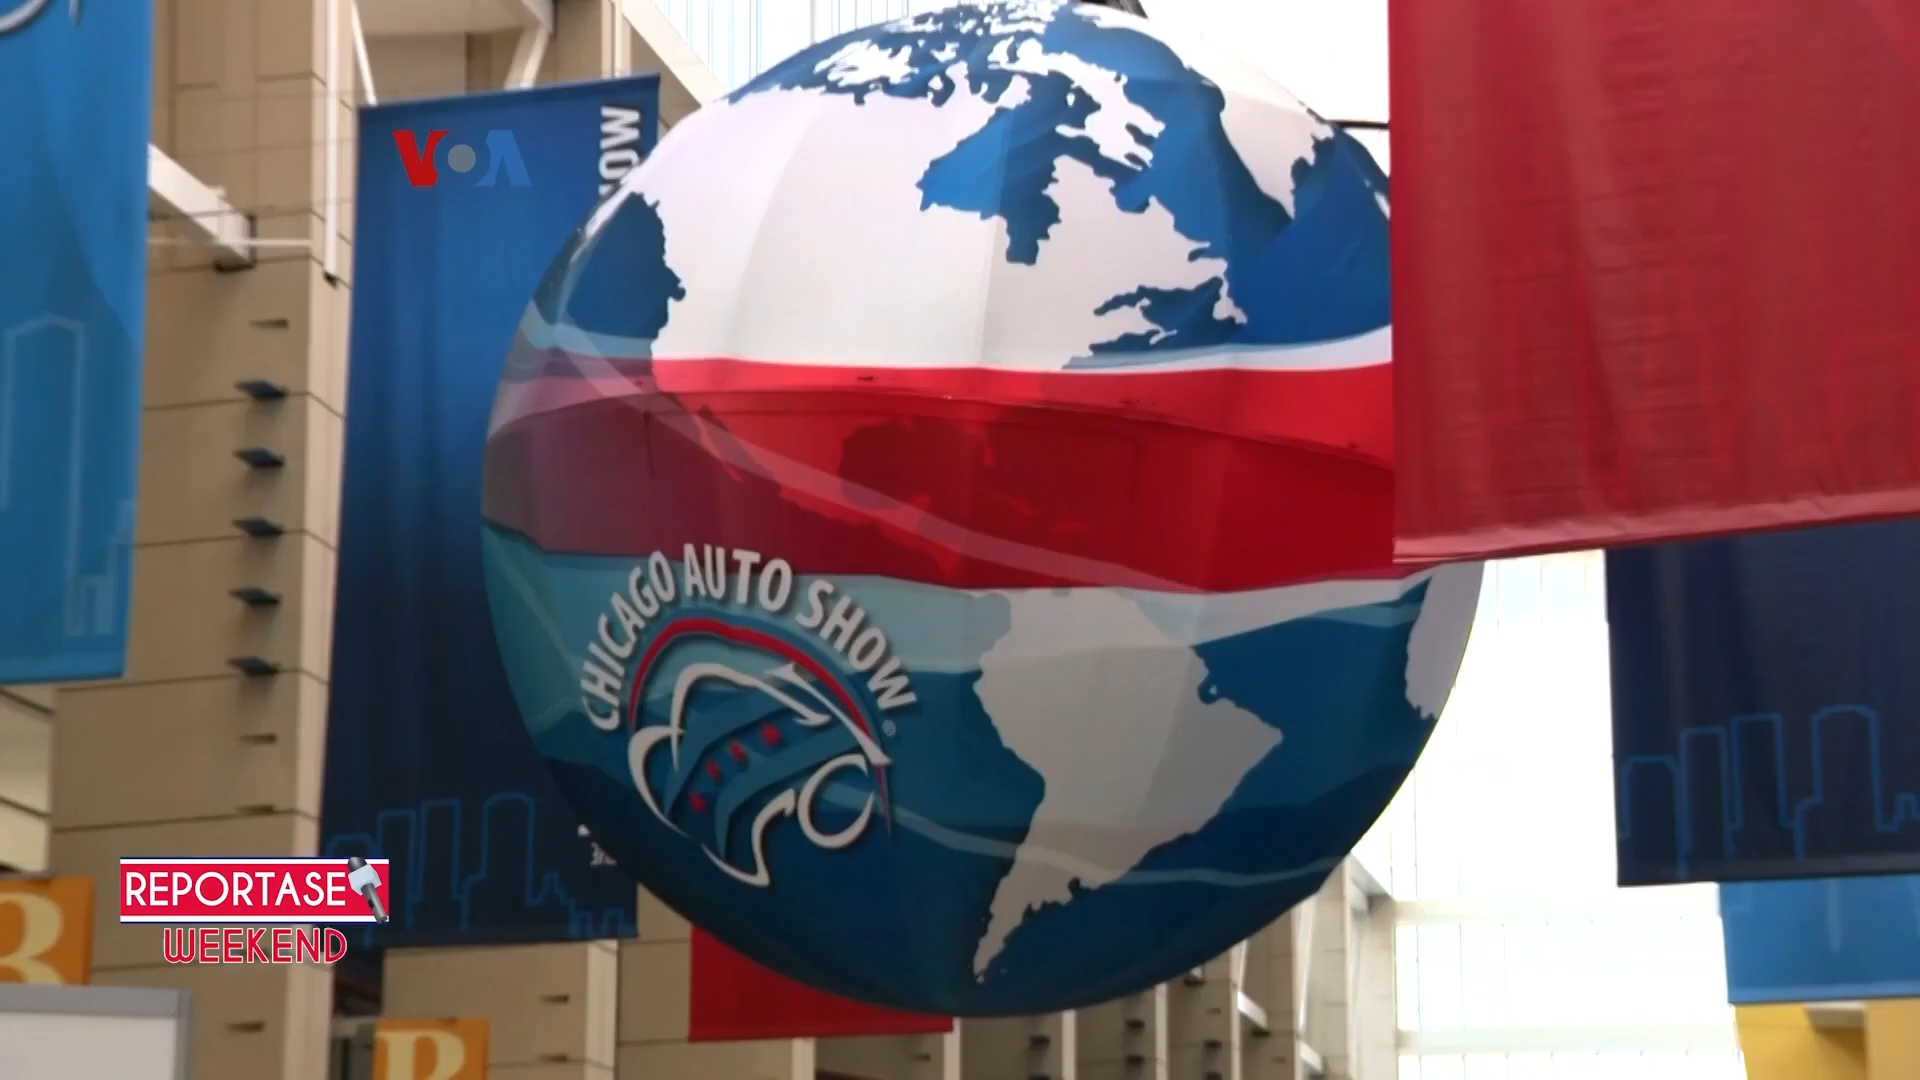 VOA
CHICAGO AUTO SHOW
®
REPORTASE
WEEKEND
B